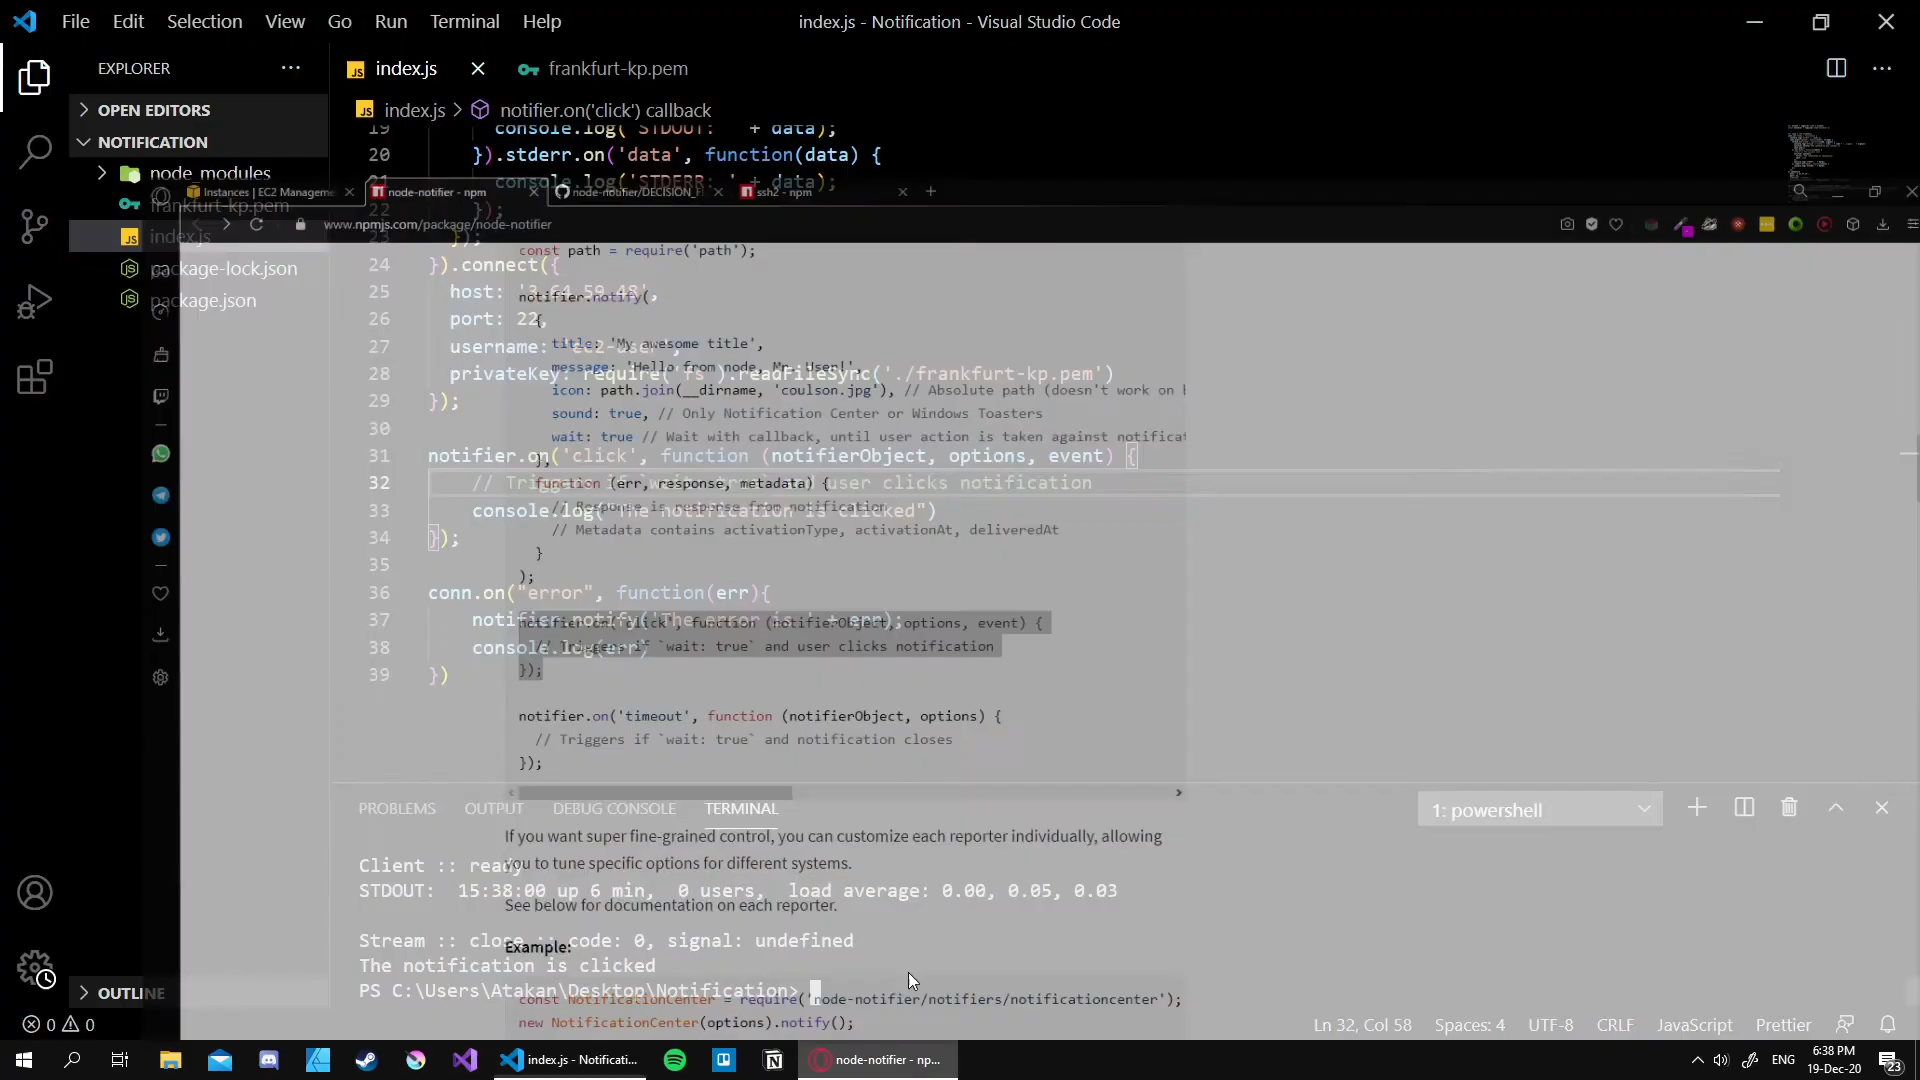 File Edit Selection View Go Run Terminal Help
index.js - Notification - Visual Studio Code
EXPLORER
OPEN EDITORS
NOTIFICATION
node_modules
frankfurt-kp.pem
index.js
package-lock.json
package.json
OUTLINE
index.js
frankfurt-kp.pem
index.js > notifier.on('click') callback
19 console.log('STDOUT: ' + data);
20 }).stderr.on('data', function(data) {
21 console.log('STDERR: ' + data);
22 });
23 });
24 }).connect({
25 host: '3.64.59.48',
26 port: 22,
27 username: 'ec2-user',
28 privateKey: require('fs').readFileSync('./frankfurt-kp.pem')
29 });
30
31 notifier.on('click', function (notifierObject, options, event) {
32 // Triggers if `wait: true` and user clicks notification
33 console.log("The notification is clicked")
34 });
35
36 conn.on("error", function(err){
37 notifier.notify('The error is ' + err);
38 console.log(err)
39 })
Instances | EC2 Manageme
node-notifier - npm
node-notifier/DECISION_F
ssh2 - npm
www.npmjs.com/package/node-notifier
const path = require('path');
notifier.notify(
{
title: 'My awesome title',
message: 'Hello from node, Mr. User!',
icon: path.join(__dirname, 'coulson.jpg'), // Absolute path (doesn't work on b
sound: true, // Only Notification Center or Windows Toasters
wait: true // Wait with callback, until user action is taken against notificat
},
function (err, response, metadata) {
// Response is response from notification
// Metadata contains activationType, activationAt, deliveredAt
}
);
notifier.on('click', function (notifierObject, options, event) {
// Triggers if `wait: true` and user clicks notification
});
notifier.on('timeout', function (notifierObject, options) {
// Triggers if `wait: true` and notification closes
});
If you want super fine-grained control, you can customize each reporter individually, allowing
you to tune specific options for different systems.
See below for documentation on each reporter.
Example:
const NotificationCenter = require('node-notifier/notifiers/notificationcenter');
new NotificationCenter(options).notify();
PROBLEMS OUTPUT DEBUG CONSOLE TERMINAL
1: powershell
Client :: ready
STDOUT: 15:38:00 up 6 min, 0 users, load average: 0.00, 0.05, 0.03
Stream :: close :: code: 0, signal: undefined
The notification is clicked
PS C:\Users\Atakan\Desktop\Notification>
0 0
Ln 32, Col 58 Spaces: 4 UTF-8 CRLF JavaScript Prettier
index.js - Notificati...
node-notifier - np...
ENG
6:38 PM
19-Dec-20
23